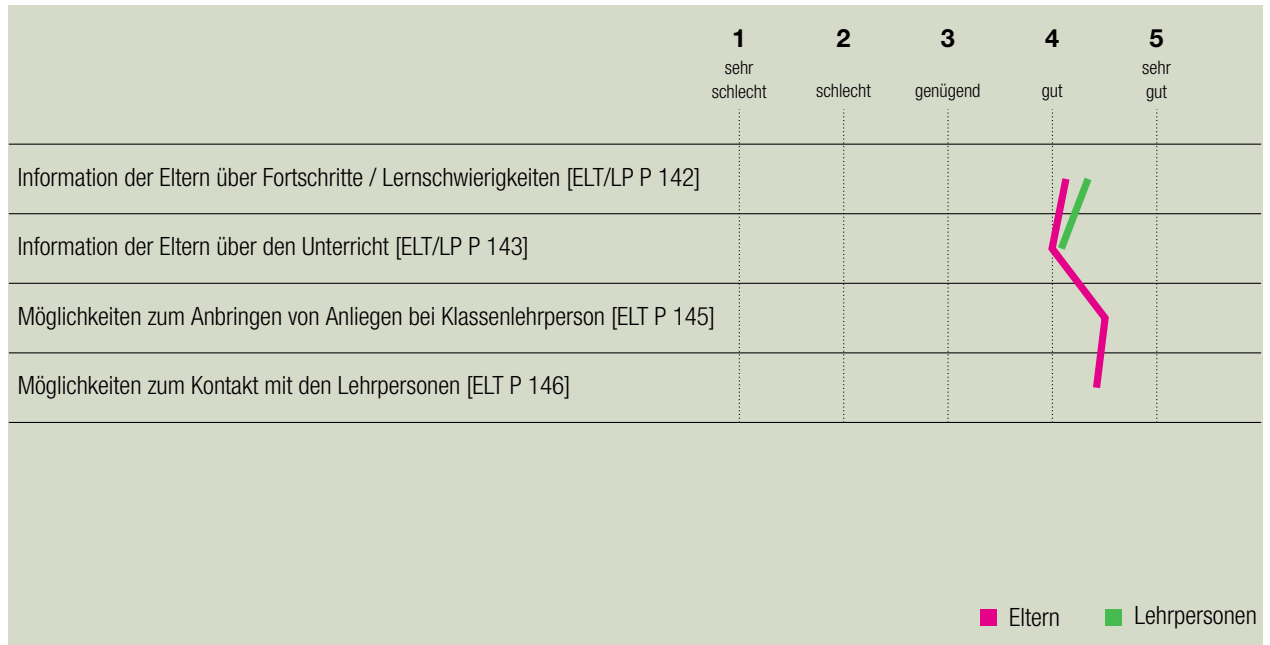 1 2 3 4 5
sehr sehr
schlecht schlecht genügend gut gut
Information der Eltern über Fortschritte / Lernschwierigkeiten [ELT/LP P 142]
Information der Eltern über den Unterricht [ELT/LP P 143]
Möglichkeiten zum Anbringen von Anliegen bei Klassenlehrperson [ELT P 145]
Möglichkeiten zum Kontakt mit den Lehrpersonen [ELT P 146]
Eltern Lehrpersonen